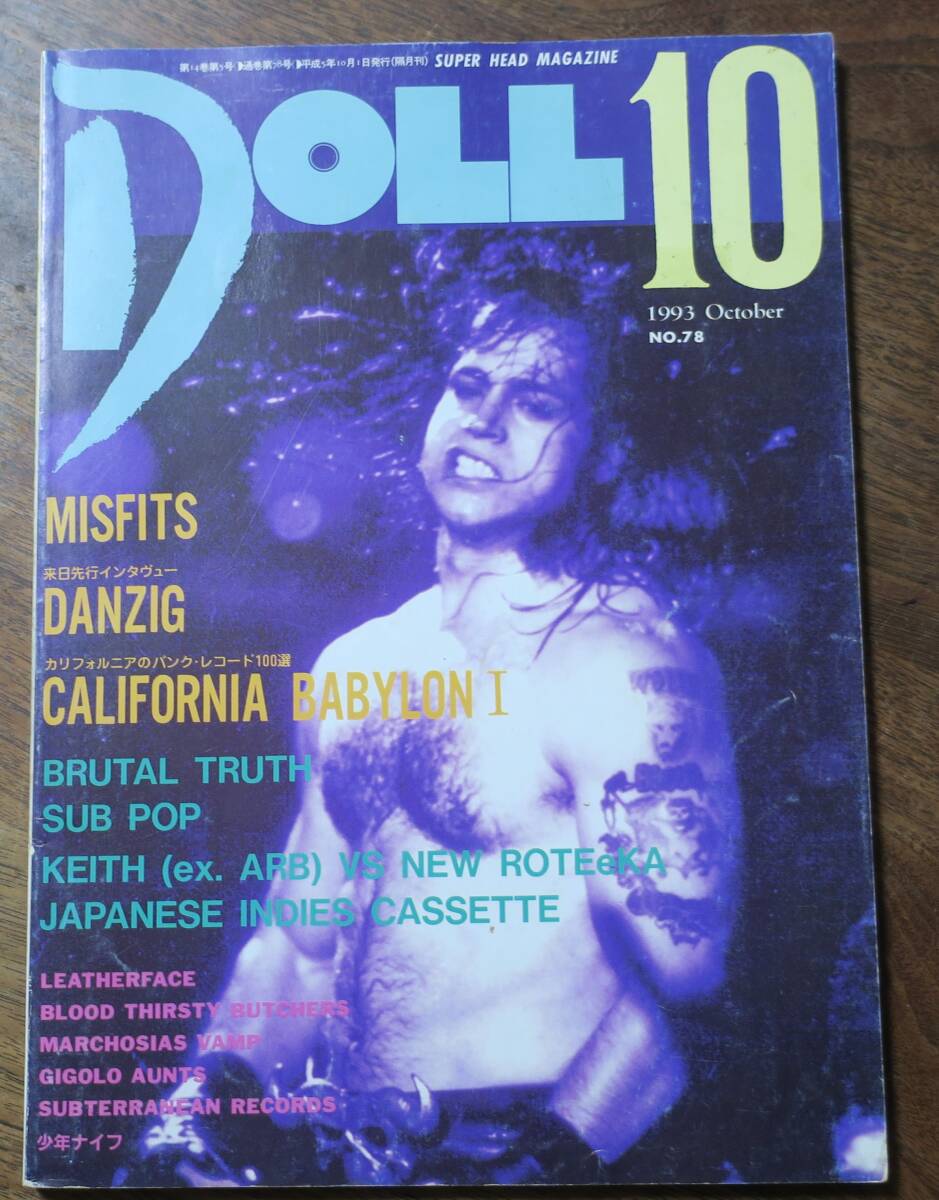 第14巻第5号(通巻第78号)平成5年10月1日発行(隔月刊) SUPER HEAD MAGAZINE
DOLL 10
1993 October
NO.78
MISFITS
来日先行インタヴュー
DANZIG
カリフォルニアのパンク・レコード100選
CALIFORNIA BABYLON I
BRUTAL TRUTH
SUB POP
KEITH (ex. ARB) VS NEW ROTEeKA
JAPANESE INDIES CASSETTE
LEATHERFACE
BLOOD THIRSTY BUTCHERS
MARCHOSIAS VAMP
GIGOLO AUNTS
SUBTERRANEAN RECORDS
少年ナイフ